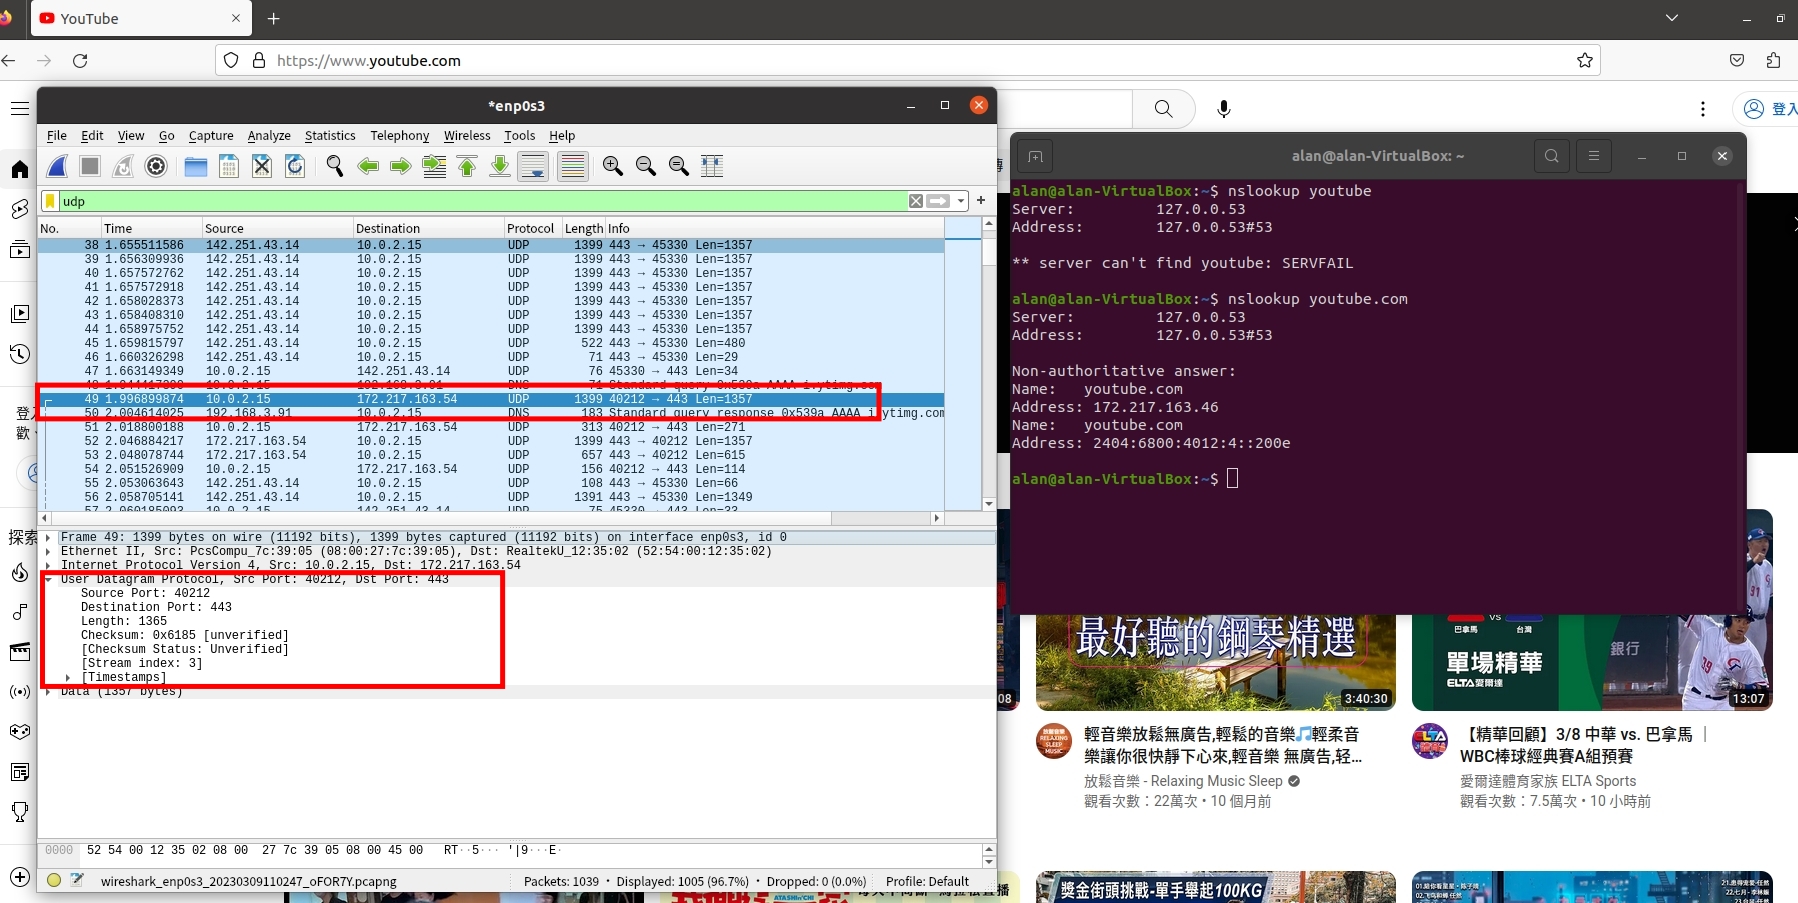 YouTube
https://www.youtube.com
*enp0s3
File Edit View Go Capture Analyze Statistics Telephony Wireless Tools Help
udp
No. Time Source Destination Protocol Length Info
38 1.655511586 142.251.43.14 10.0.2.15 UDP 1399 443 → 45330 Len=1357
39 1.656309936 142.251.43.14 10.0.2.15 UDP 1399 443 → 45330 Len=1357
40 1.657572762 142.251.43.14 10.0.2.15 UDP 1399 443 → 45330 Len=1357
41 1.657572918 142.251.43.14 10.0.2.15 UDP 1399 443 → 45330 Len=1357
42 1.658028373 142.251.43.14 10.0.2.15 UDP 1399 443 → 45330 Len=1357
43 1.658408310 142.251.43.14 10.0.2.15 UDP 1399 443 → 45330 Len=1357
44 1.658975752 142.251.43.14 10.0.2.15 UDP 1399 443 → 45330 Len=1357
45 1.659815797 142.251.43.14 10.0.2.15 UDP 522 443 → 45330 Len=480
46 1.660326298 142.251.43.14 10.0.2.15 UDP 71 443 → 45330 Len=29
47 1.663149349 10.0.2.15 142.251.43.14 UDP 76 45330 → 443 Len=34
48 10.0.2.15 192.168.3.91 DNS 71 Standard query 0x539a AAAA i.ytimg.com
49 1.996899874 10.0.2.15 172.217.163.54 UDP 1399 40212 → 443 Len=1357
50 2.004614025 192.168.3.91 10.0.2.15 DNS 183 Standard query response 0x539a AAAA i.ytimg.com
51 2.018800188 10.0.2.15 172.217.163.54 UDP 313 40212 → 443 Len=271
52 2.046884217 172.217.163.54 10.0.2.15 UDP 1399 443 → 40212 Len=1357
53 2.048078744 172.217.163.54 10.0.2.15 UDP 657 443 → 40212 Len=615
54 2.051526909 10.0.2.15 172.217.163.54 UDP 156 40212 → 443 Len=114
55 2.053063643 142.251.43.14 10.0.2.15 UDP 108 443 → 45330 Len=66
56 2.058705141 142.251.43.14 10.0.2.15 UDP 1391 443 → 45330 Len=1349
57 2.060185093 10.0.2.15 142.251.43.14 UDP 75 45330 → 443 Len=33
Frame 49: 1399 bytes on wire (11192 bits), 1399 bytes captured (11192 bits) on interface enp0s3, id 0
Ethernet II, Src: PcsCompu_7c:39:05 (08:00:27:7c:39:05), Dst: RealtekU_12:35:02 (52:54:00:12:35:02)
Internet Protocol Version 4, Src: 10.0.2.15, Dst: 172.217.163.54
User Datagram Protocol, Src Port: 40212, Dst Port: 443
Source Port: 40212
Destination Port: 443
Length: 1365
Checksum: 0x6185 [unverified]
[Checksum Status: Unverified]
[Stream index: 3]
[Timestamps]
Data (1357 bytes)
0000 52 54 00 12 35 02 08 00 27 7c 39 05 08 00 45 00 RT··5··· '|9···E·
wireshark_enp0s3_20230309110247_oFOR7Y.pcapng
Packets: 1039 · Displayed: 1005 (96.7%) · Dropped: 0 (0.0%)
Profile: Default
登入
alan@alan-VirtualBox: ~
alan@alan-VirtualBox:~$ nslookup youtube
Server: 127.0.0.53
Address: 127.0.0.53#53
** server can't find youtube: SERVFAIL
alan@alan-VirtualBox:~$ nslookup youtube.com
Server: 127.0.0.53
Address: 127.0.0.53#53
Non-authoritative answer:
Name: youtube.com
Address: 172.217.163.46
Name: youtube.com
Address: 2404:6800:4012:4::200e
alan@alan-VirtualBox:~$
登入
歡、
探索
08
最好聽的鋼琴精選
3:40:30
輕音樂放鬆無廣告,輕鬆的音樂🎵輕柔音
樂讓你很快靜下心來,輕音樂 無廣告,轻...
放鬆音樂 - Relaxing Music Sleep
觀看次數：22萬次 • 10 個月前
VS
巴拿馬 台灣
單場精華
ELTA愛爾達
銀行
13:07
【精華回顧】3/8 中華 vs. 巴拿馬 ｜
WBC棒球經典賽A組預賽
愛爾達體育家族 ELTA Sports
觀看次數：7.5萬次 • 10 小時前
獎金街頭挑戰-單手舉起100KG